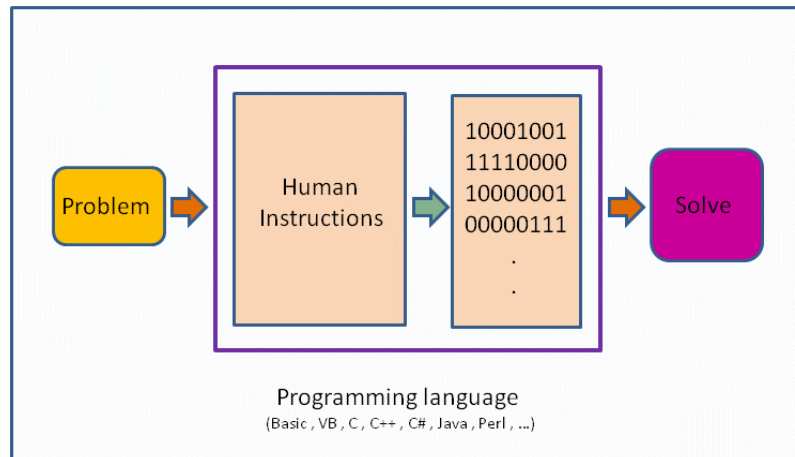 Problem
Human
Instructions
10001001
11110000
10000001
00000111
.
.
Solve
Programming language
(Basic , VB , C , C++ , C# , Java , Perl , ...)